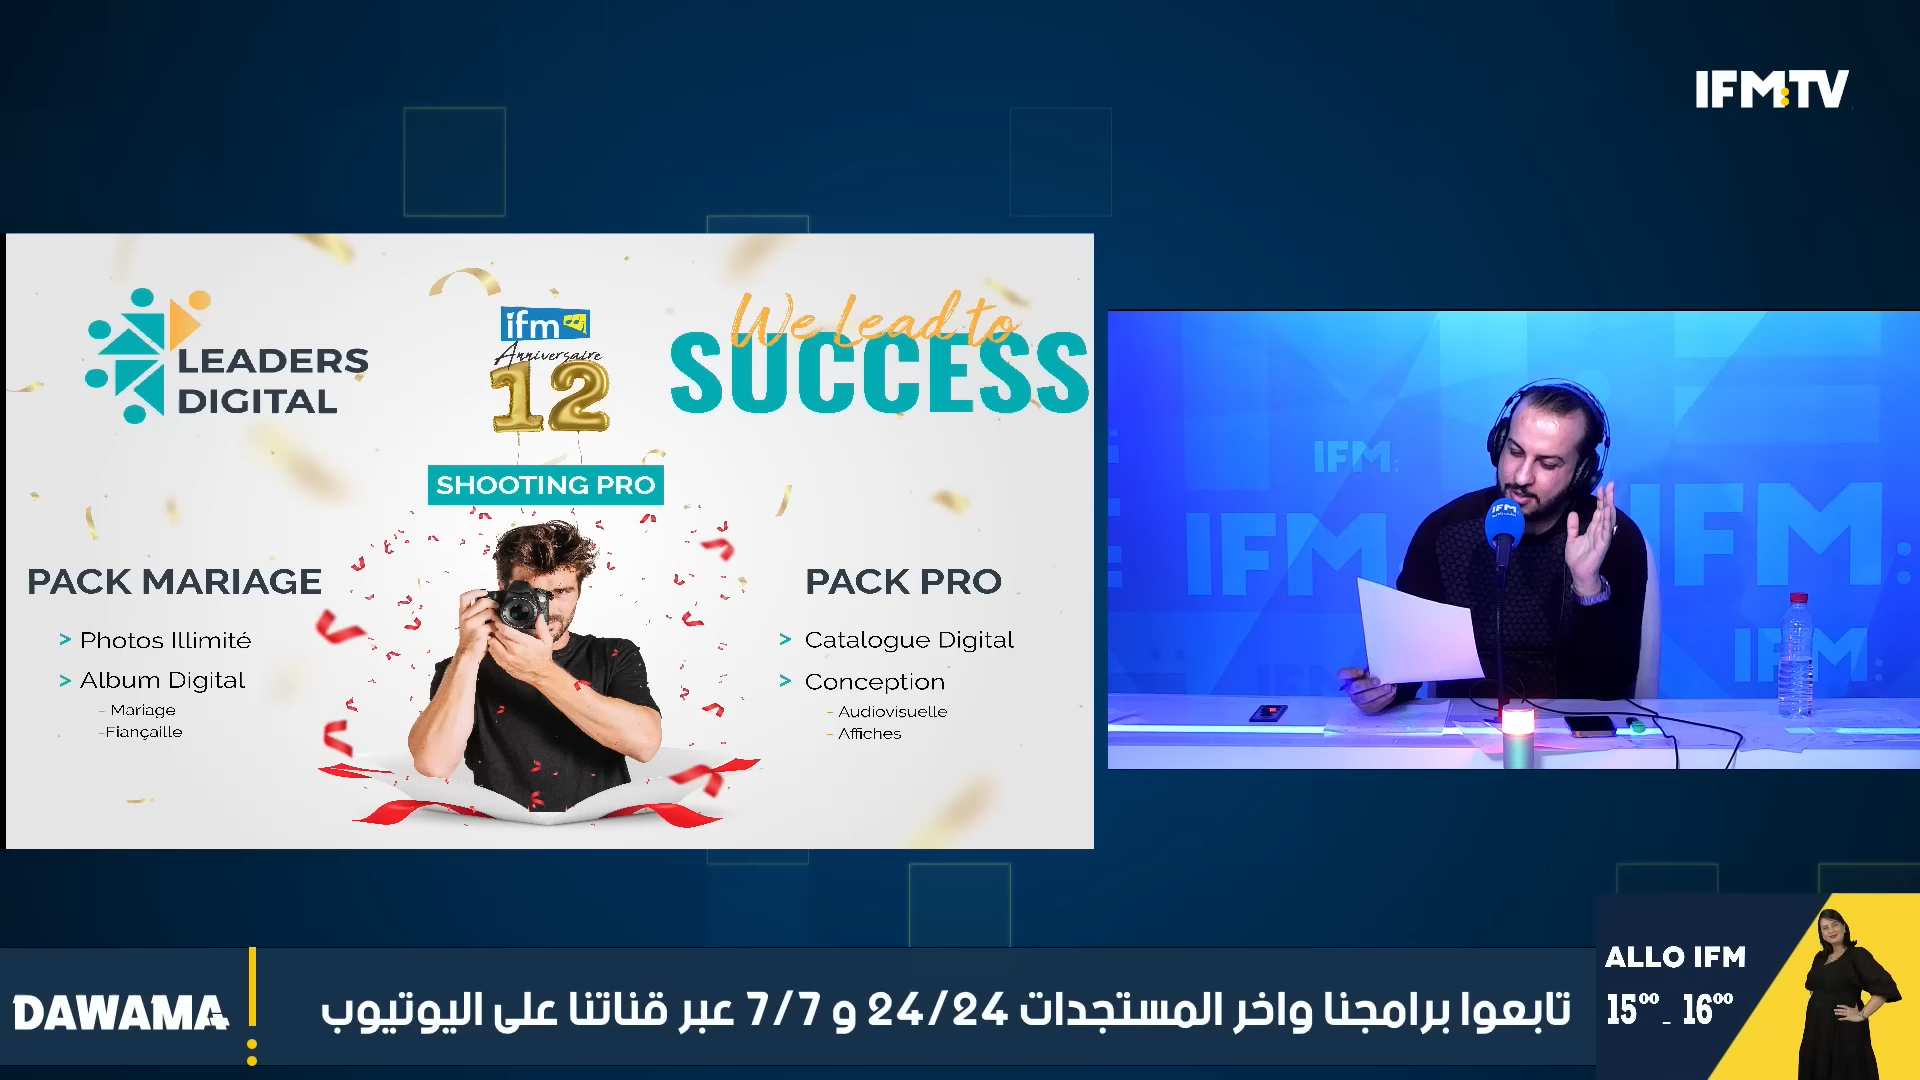 IFM:TV
LEADERS
DIGITAL
ifm
Anniversaire
12
We Lead to
SUCCESS
SHOOTING PRO
PACK MARIAGE
> Photos Illimité
> Album Digital
- Mariage
-Fiançaille
PACK PRO
> Catalogue Digital
> Conception
- Audiovisuelle
- Affiches
IFM:
IFM
IFM:
IFM:
IFM
DAWAMA
تابعوا برامجنا واخر المستجدات 24/24 و 7/7 عبر قناتنا على اليوتيوب
ALLO IFM
15⁰⁰ - 16⁰⁰